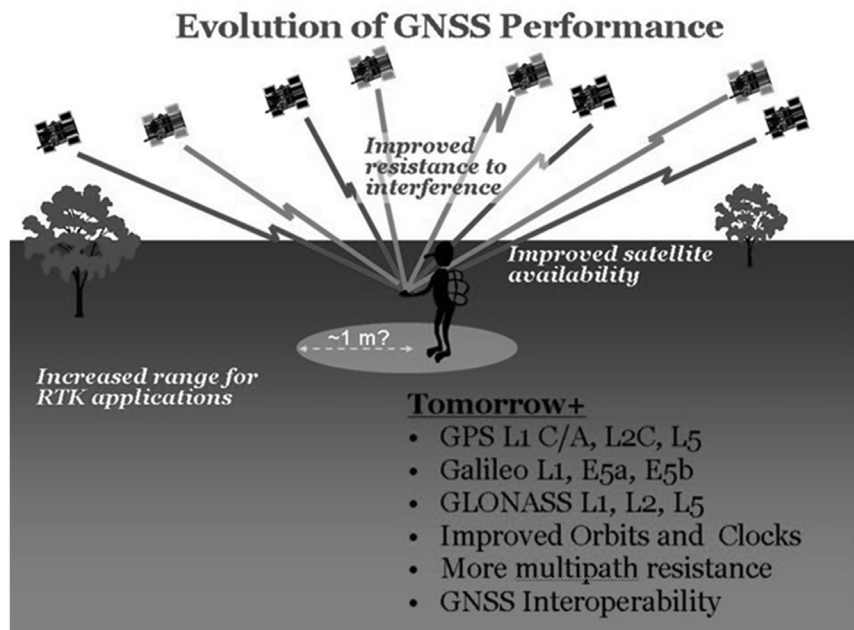 Evolution of GNSS Performance
Improved
resistance to
interference
Improved satellite
availability
~1 m?
Increased range for
RTK applications
Tomorrow+
• GPS L1 C/A, L2C, L5
• Galileo L1, E5a, E5b
• GLONASS L1, L2, L5
• Improved Orbits and Clocks
• More multipath resistance
• GNSS Interoperability